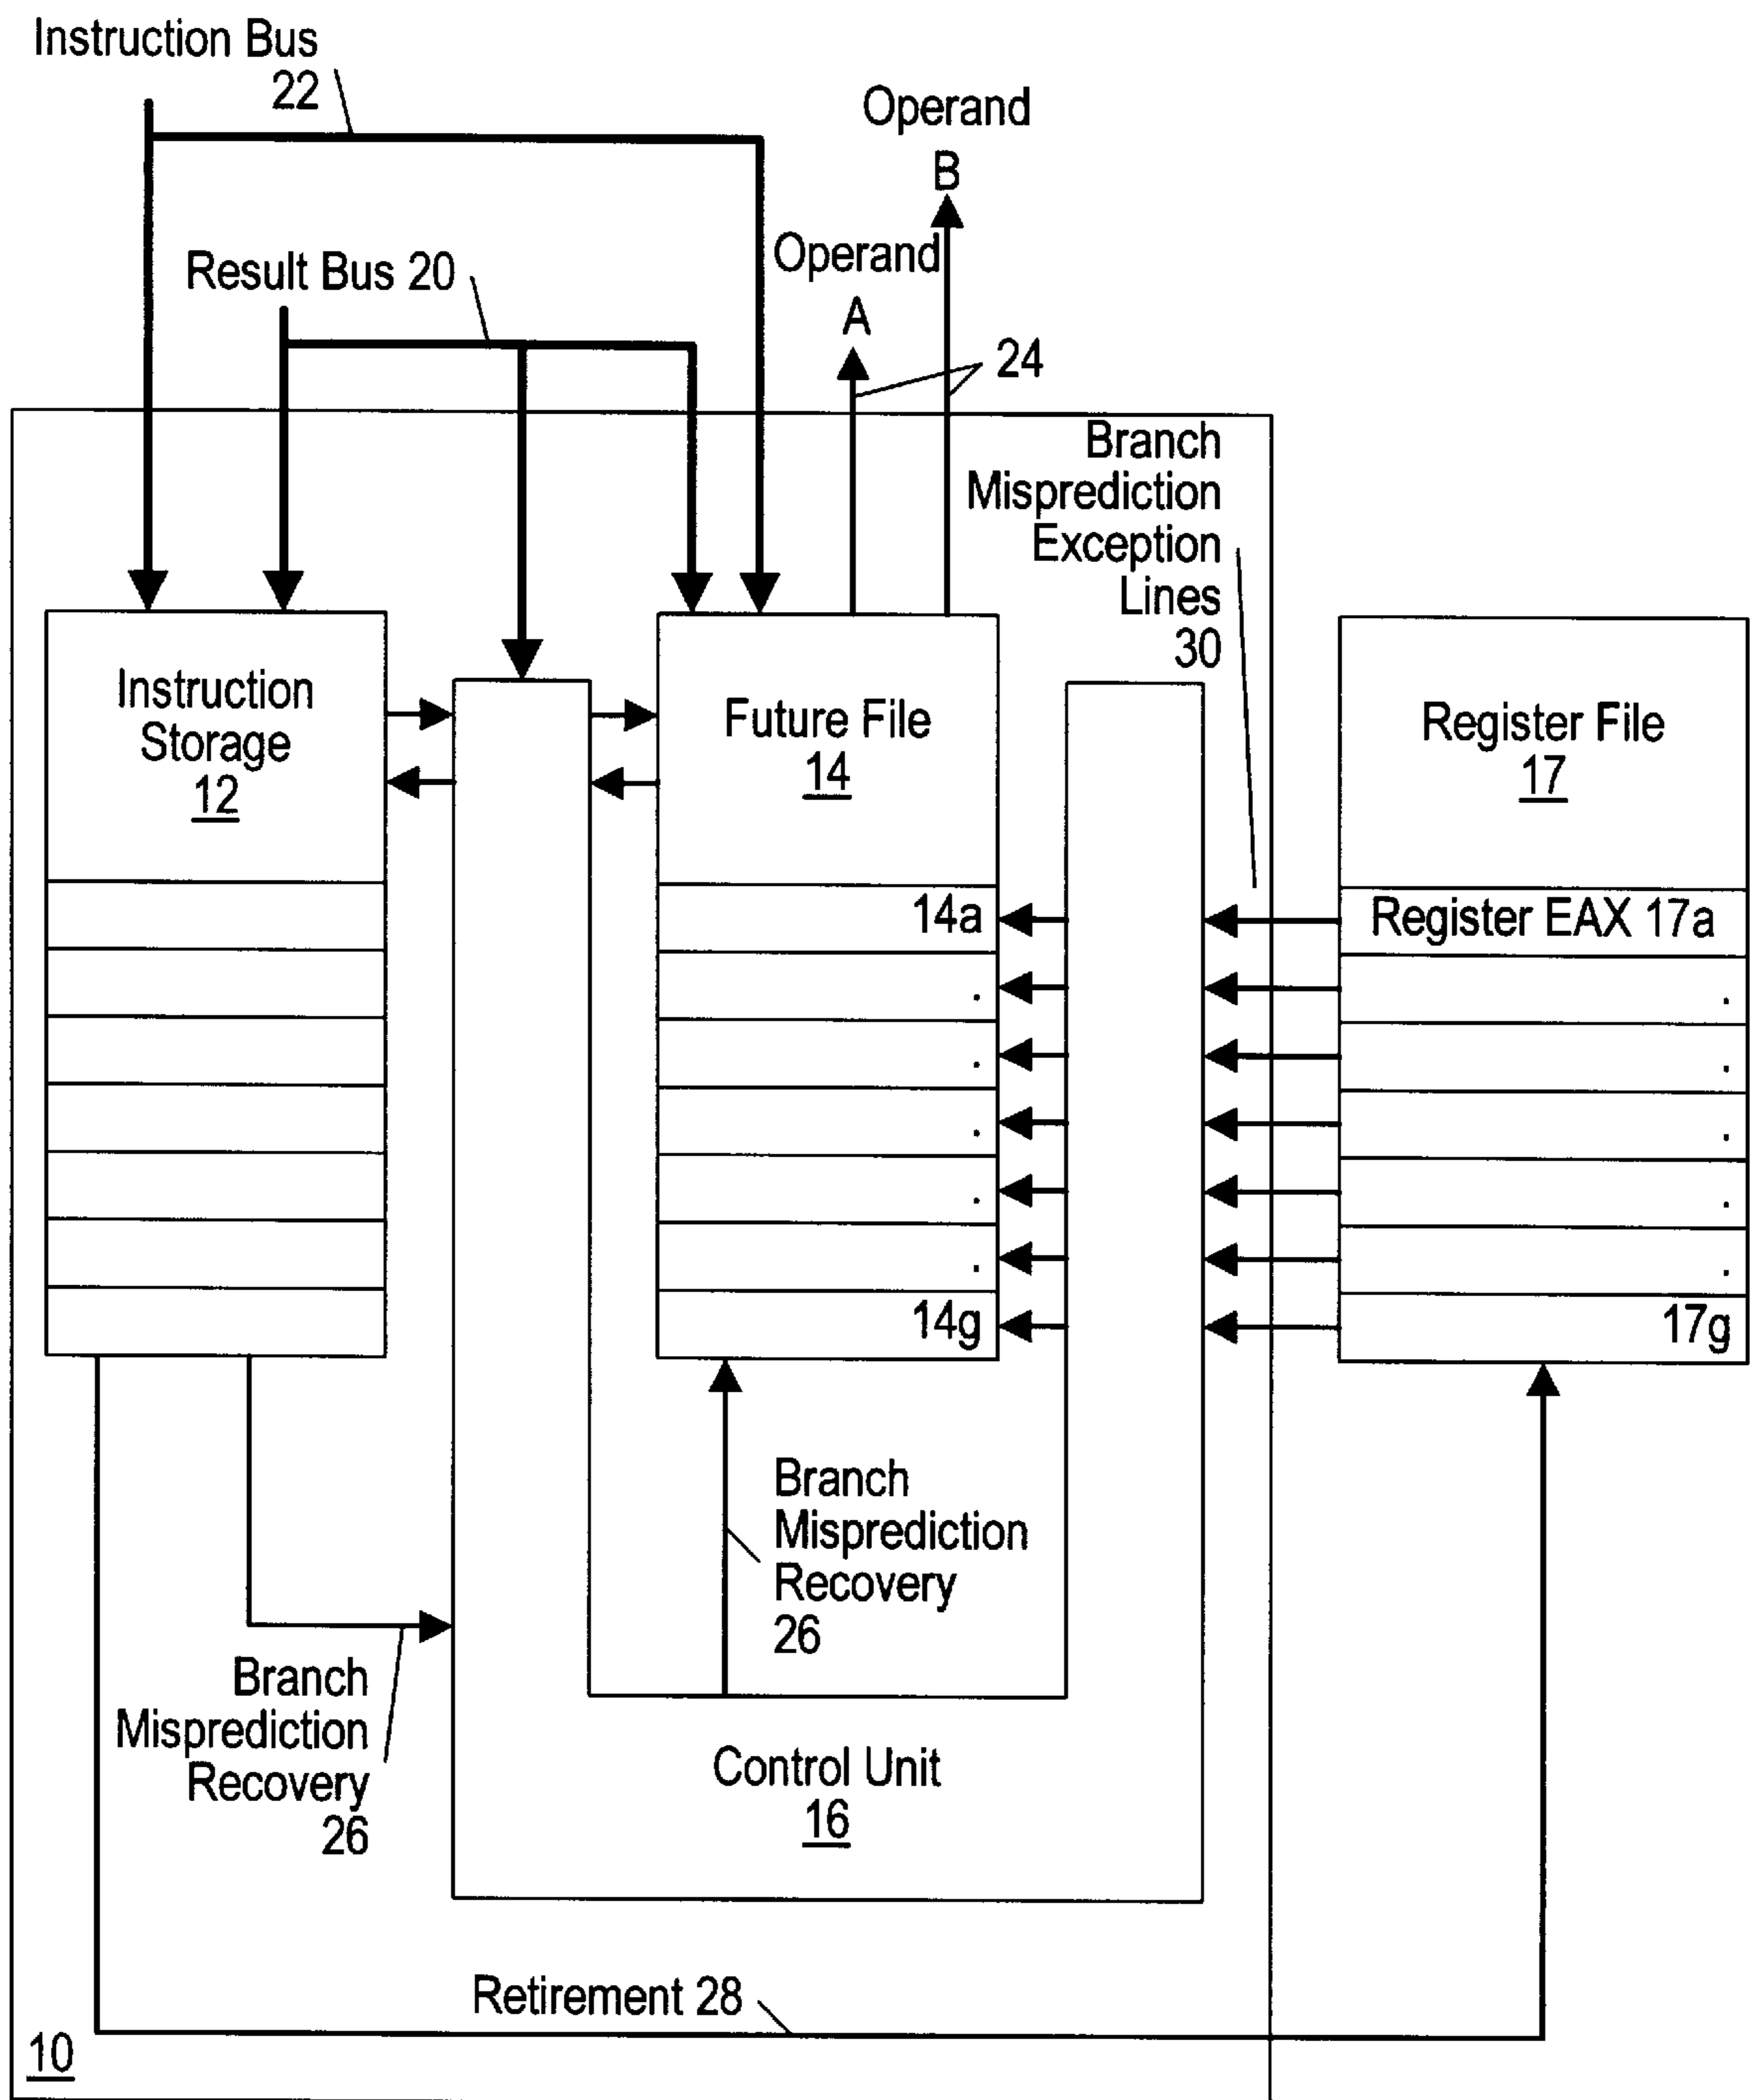 Instruction Bus
22
Operand
B
Operand
A
Result Bus 20
24
Branch
Misprediction
Exception
Lines
30
Instruction
Storage
12
Future File
14
Register File
17
14a
Register EAX 17a
.
.
.
.
.
.
.
.
.
.
14g
17g
Branch
Misprediction
Recovery
26
Branch
Misprediction
Recovery
26
Control Unit
16
Retirement 28
10